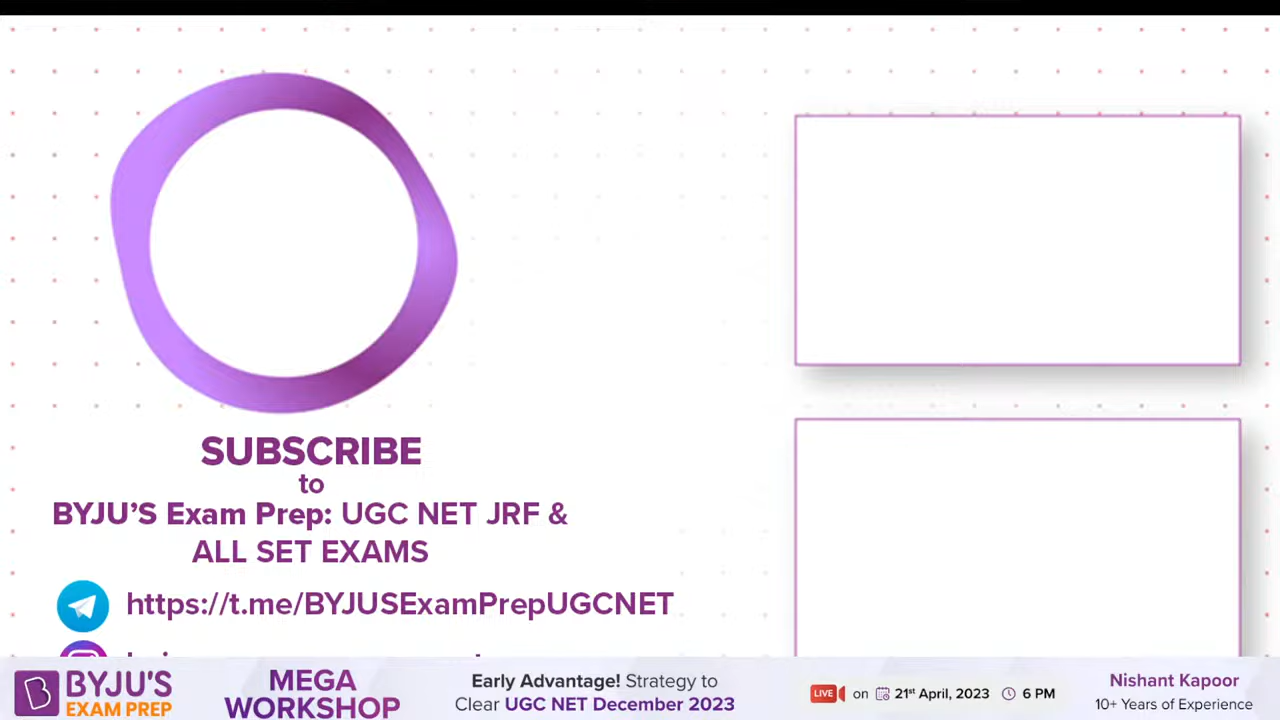 SUBSCRIBE
to
BYJU'S Exam Prep: UGC NET JRF &
ALL SET EXAMS
https://t.me/BYJUSExamPrepUGCNET
BYJU'S
EXAM PREP
MEGA
WORKSHOP
Early Advantage! Strategy to
Clear UGC NET December 2023
LIVE on 21st April, 2023 6 PM
Nishant Kapoor
10+ Years of Experience